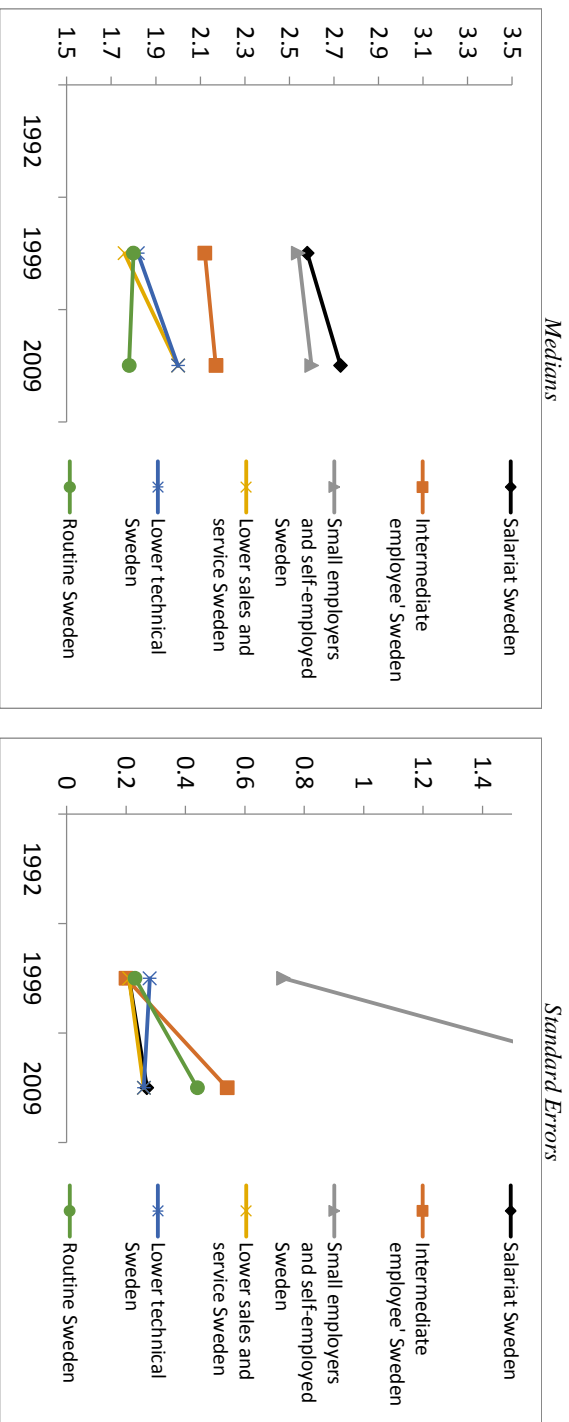 Medians
3.5
3.3
3.1
2.9
2.7
2.5
2.3
2.1
1.9
1.7
1.5
1992
1999
2009
Salariat Sweden
Intermediate
employee' Sweden
Small employers
and self-employed
Sweden
Lower sales and
service Sweden
Lower technical
Sweden
Routine Sweden
Standard Errors
1.4
1.2
1
0.8
0.6
0.4
0.2
0
1992
1999
2009
Salariat Sweden
Intermediate
employee' Sweden
Small employers
and self-employed
Sweden
Lower sales and
service Sweden
Lower technical
Sweden
Routine Sweden